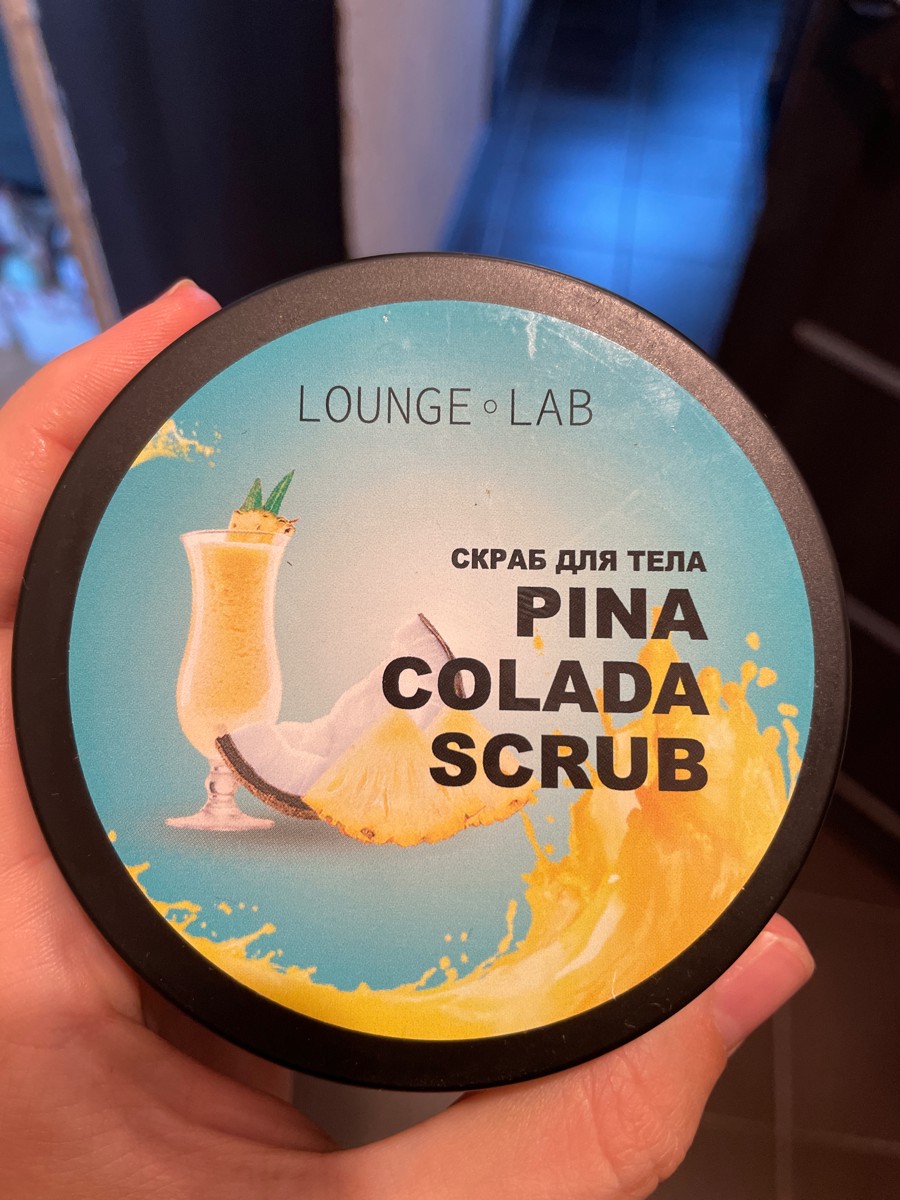 LOUNGE ∘ LAB
СКРАБ ДЛЯ ТЕЛА
PINA
COLADA
SCRUB